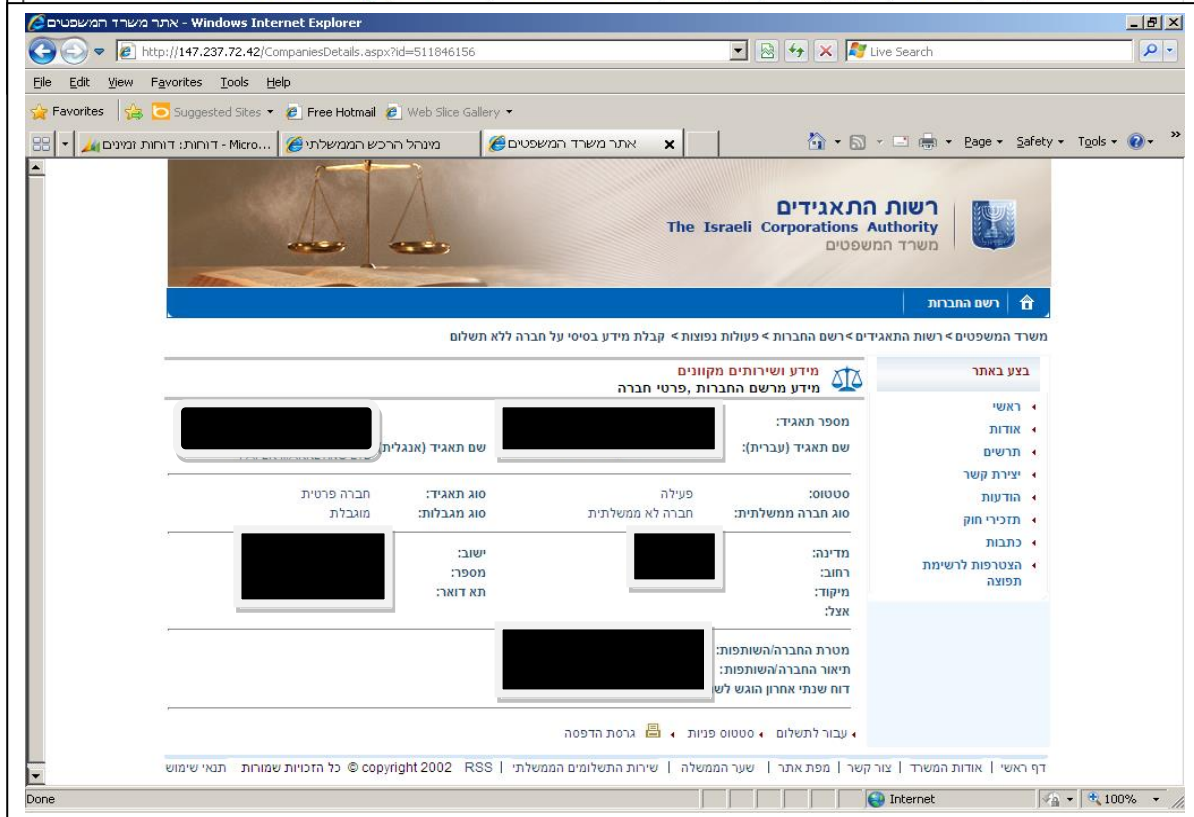 אתר משרד המשפטים - Windows Internet Explorer
http://147.237.72.42/CompaniesDetails.aspx?id=511846156
Live Search
File Edit View Favorites Tools Help
Favorites Suggested Sites Free Hotmail Web Slice Gallery
דוחות: דוחות זמינים - Micro... מינהל הרכש הממשלתי אתר משרד המשפטים Page Safety Tools »
רשות התאגידים
The Israeli Corporations Authority
משרד המשפטים
רשם החברות
משרד המשפטים > רשות התאגידים > רשם החברות > פעולות נפוצות > קבלת מידע בסיסי על חברה ללא תשלום
בצע באתר
ראשי
אודות
תרשים
יצירת קשר
הודעות
תזכירי חוק
כתבות
הצטרפות לרשימת
תפוצה
מידע ושירותים מקוונים
מידע מרשם החברות ,פרטי חברה
מספר תאגיד:
שם תאגיד (עברית): שם תאגיד (אנגלית)
סטטוס: פעילה סוג תאגיד: חברה פרטית
סוג חברה ממשלתית: חברה לא ממשלתית סוג מגבלות: מוגבלת
מדינה: ישוב:
רחוב: מספר:
מיקוד: תא דואר:
אצל:
מטרת החברה/השותפות:
תיאור החברה/השותפות:
דוח שנתי אחרון הוגש לש
עבור לתשלום סטטוס פניות גרסת הדפסה
דף ראשי | אודות המשרד | צור קשר | מפת אתר | שער הממשלה | שירות התשלומים הממשלתי | RSS copyright 2002 © כל הזכויות שמורות תנאי שימוש
Done Internet 100%